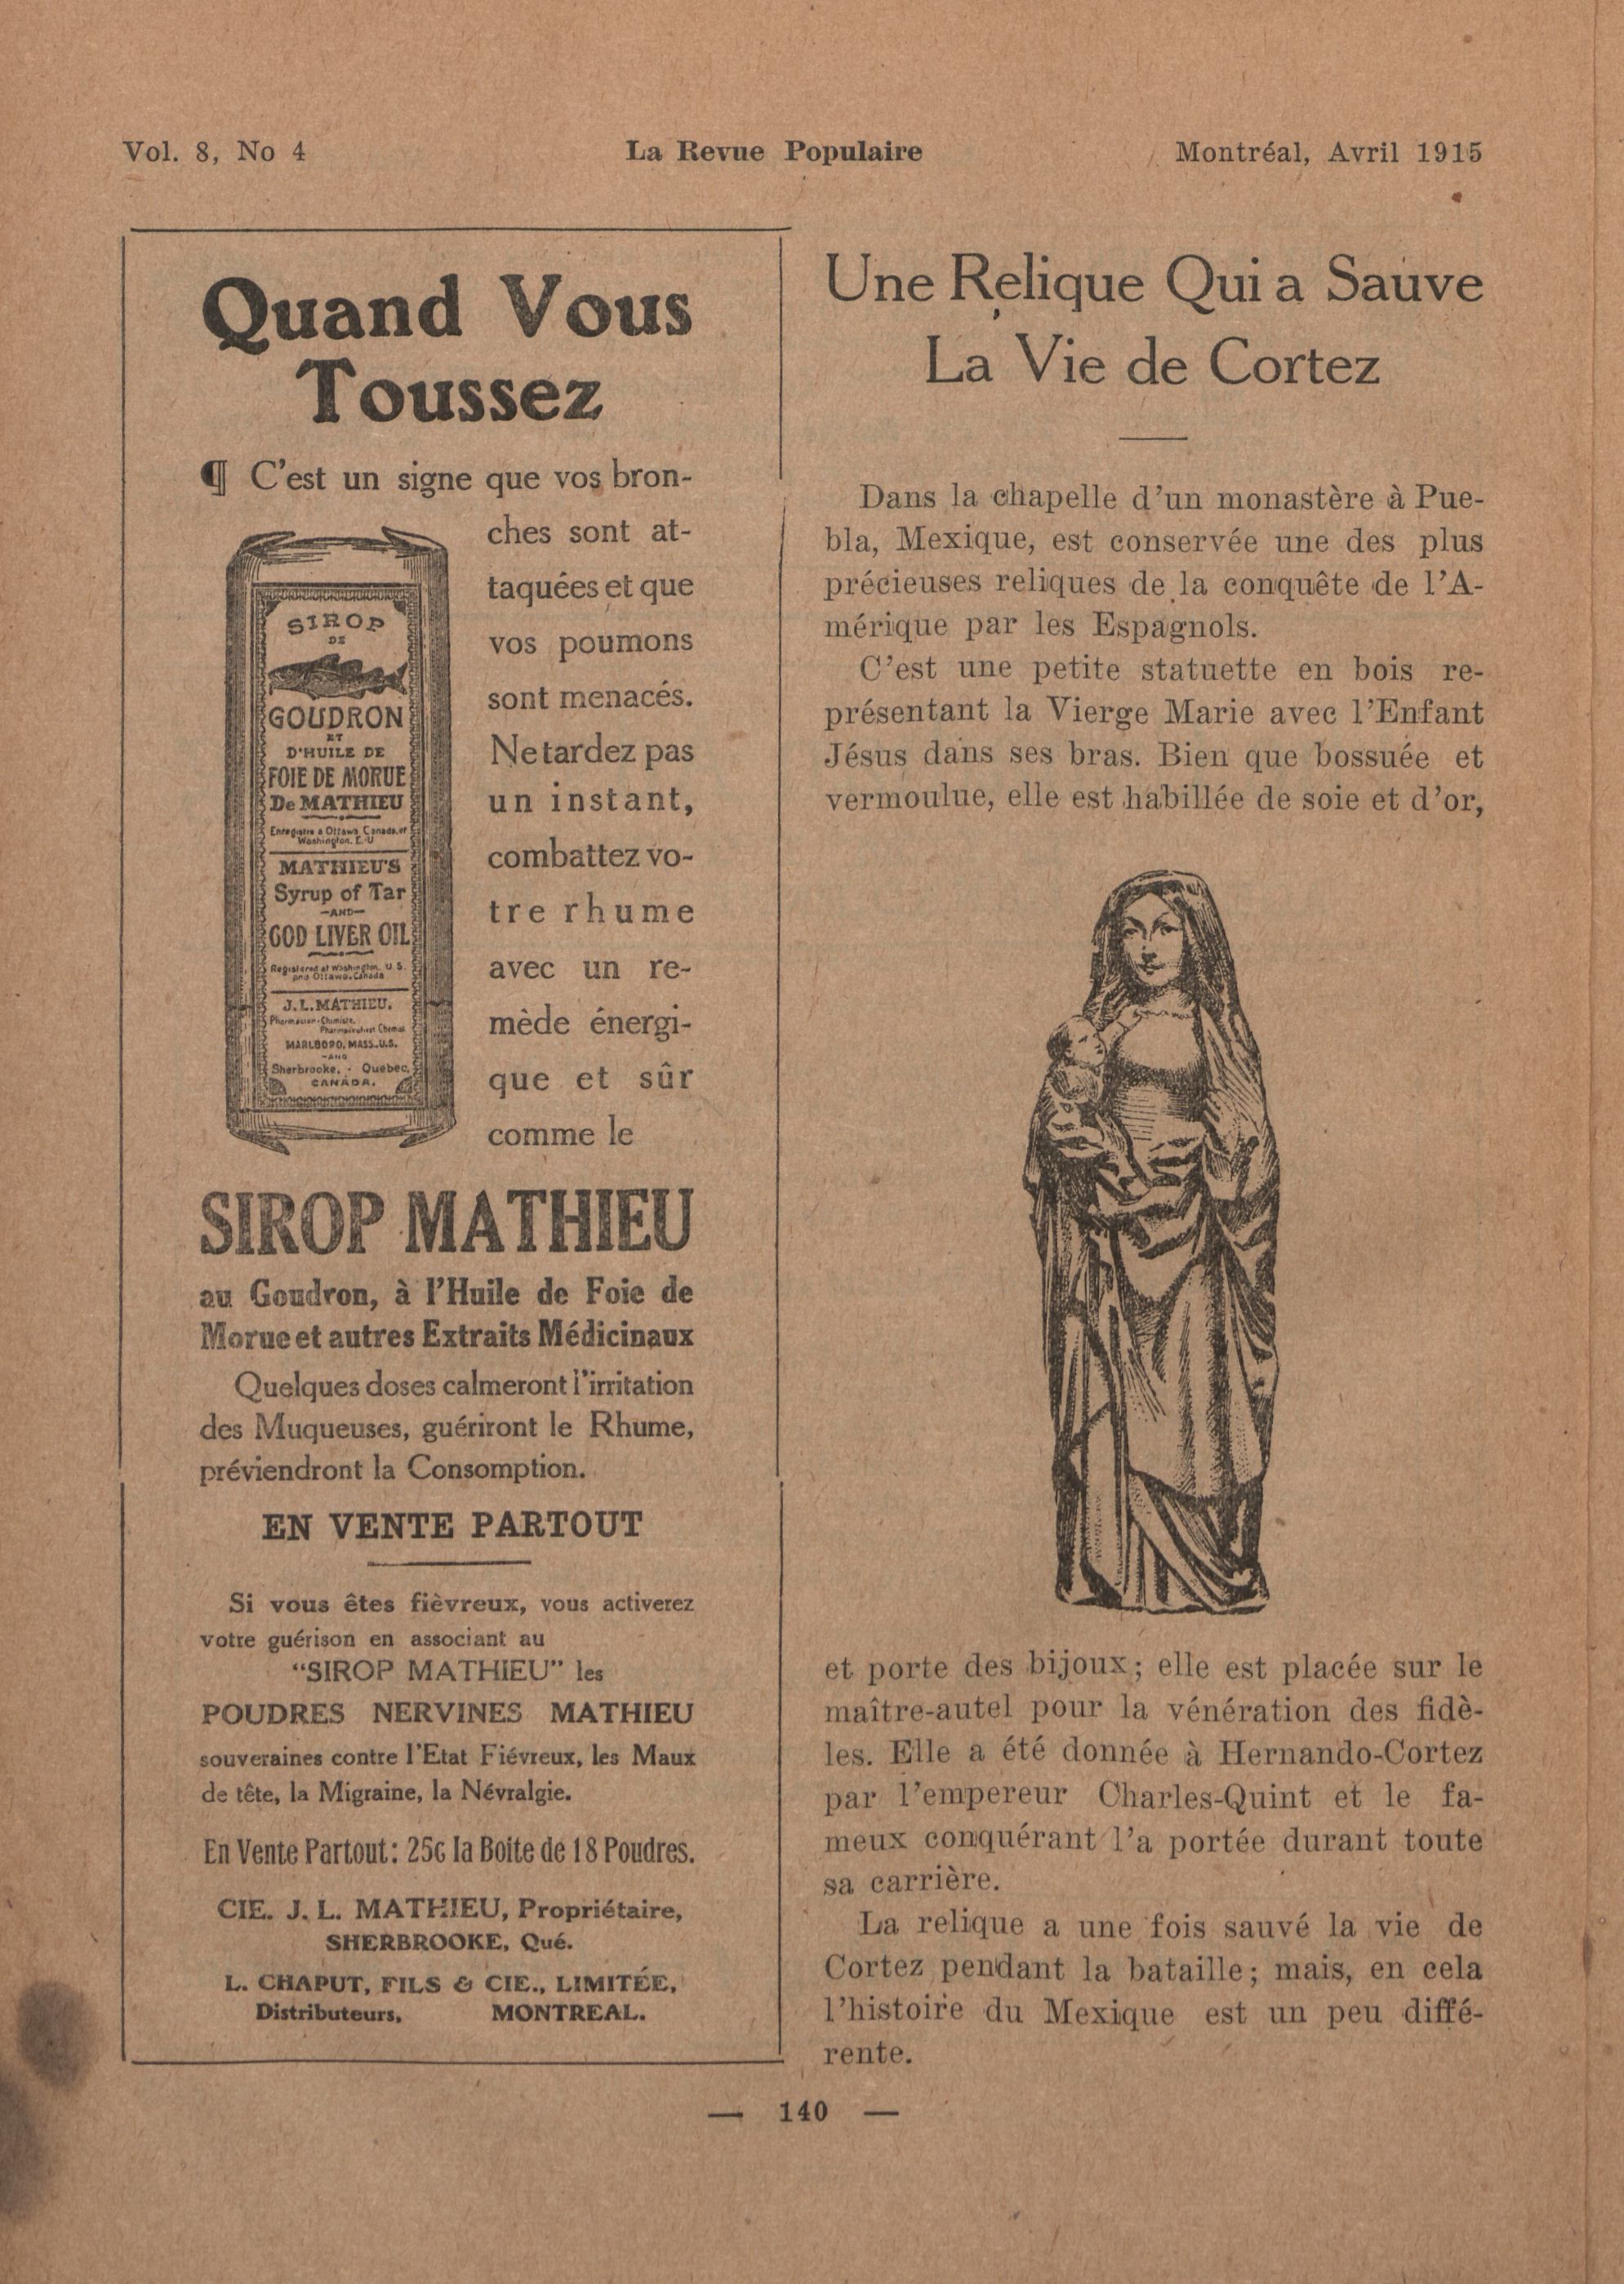 Vol. 8, No 4
La Revue Populaire
Montréal, Avril 1915
Quand Vous
Toussez
¶ C'est un signe que vos bron-
ches sont at-
taquées et que
vos poumons
sont menacés.
Ne tardez pas
un instant,
combattez vo-
tre rhume
avec un re-
mède énergi-
que et sûr
comme le
SIROP
DE
GOUDRON
ET
D'HUILE DE
FOIE DE MORUE
De MATHIEU
Enregistre a Ottawa Canada et
Washington. E.U
MATHIEU'S
Syrup of Tar
—AND—
COD LIVER OIL
Registered at Washington. U S.
and Ottawa. Canada
J.L. MATHIEU.
MARLBORO, MASS. U.S.
—AND
Sherbrooke. - Quebec.
CANADA.
SIROP MATHIEU
au Goudron, à l'Huile de Foie de
Morue et autres Extraits Médicinaux
Quelques doses calmeront l'irritation
des Muqueuses, guériront le Rhume,
préviendront la Consomption.
EN VENTE PARTOUT
Si vous êtes fièvreux, vous activerez
votre guérison en associant au
"SIROP MATHIEU" les
POUDRES NERVINES MATHIEU
souveraines contre l'Etat Fiévreux, les Maux
de tête, la Migraine, la Névralgie.
En Vente Partout: 25c la Boite de 18 Poudres.
CIE. J. L. MATHIEU, Propriétaire,
SHERBROOKE, Qué.
L. CHAPUT, FILS & CIE., LIMITÉE,
Distributeurs, MONTREAL.
Une Relique Qui a Sauve
La Vie de Cortez
Dans la chapelle d'un monastère à Pue-
bla, Mexique, est conservée une des plus
précieuses reliques de la conquête de l'A-
mérique par les Espagnols.
C'est une petite statuette en bois re-
présentant la Vierge Marie avec l'Enfant
Jésus dans ses bras. Bien que bossuée et
vermoulue, elle est habillée de soie et d'or,
et porte des bijoux; elle est placée sur le
maître-autel pour la vénération des fidè-
les. Elle a été donnée à Hernando-Cortez
par l'empereur Charles-Quint et le fa-
meux conquérant l'a portée durant toute
sa carrière.
La relique a une fois sauvé la vie de
Cortez pendant la bataille; mais, en cela
l'histoire du Mexique est un peu diffé-
rente.
— 140 —